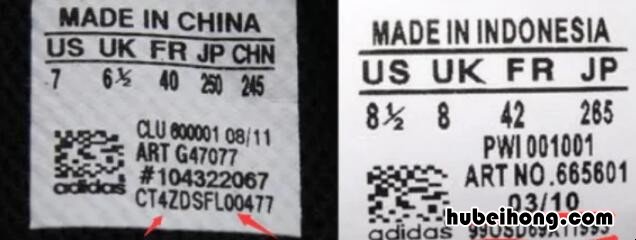 MADE IN CHINA
US UK FR JP CHN
7 6½ 40 250 245
CLU 600001 08/11
ART G47077
#104322067
CT4ZDSFL00477
adidas
MADE IN INDONESIA
US UK FR JP
8½ 8 42 265
PWI 001001
ART NO.665601
03/10
adidas
hubeihong.com